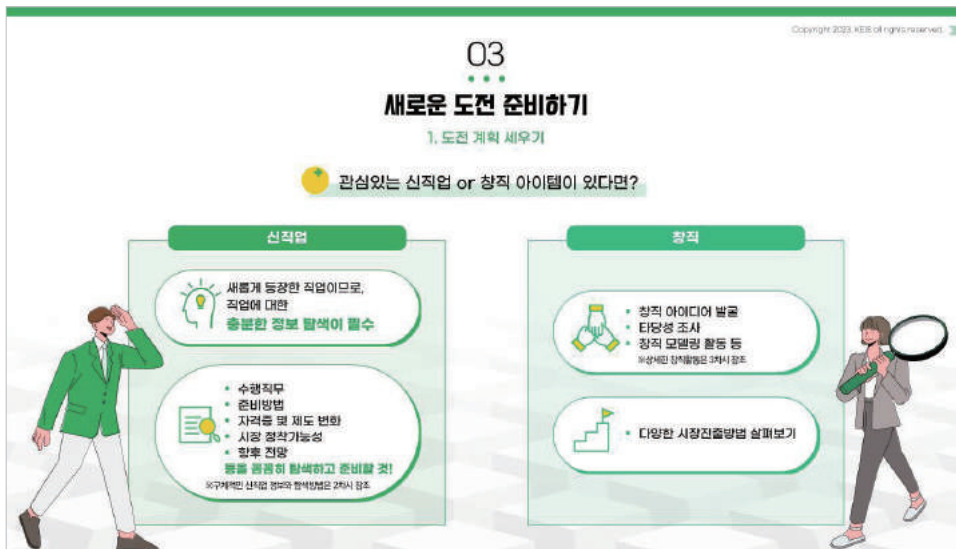 Copyright 2023. KEIS all rights reserved.
03
새로운 도전 준비하기
1. 도전 계획 세우기
관심있는 신직업 or 창직 아이템이 있다면?
신직업
새롭게 등장한 직업이므로,
직업에 대한
충분한 정보 탐색이 필수
• 수행직무
• 준비방법
• 자격증 및 제도 변화
• 시장 정착가능성
• 향후 전망
등을 꼼꼼히 탐색하고 준비할 것!
※구체적인 신직업 정보와 탐색방법은 2차시 참조
창직
• 창직 아이디어 발굴
• 타당성 조사
• 창직 모델링 활동 등
※상세한 창직활동은 3차시 참조
• 다양한 시장진출방법 살펴보기